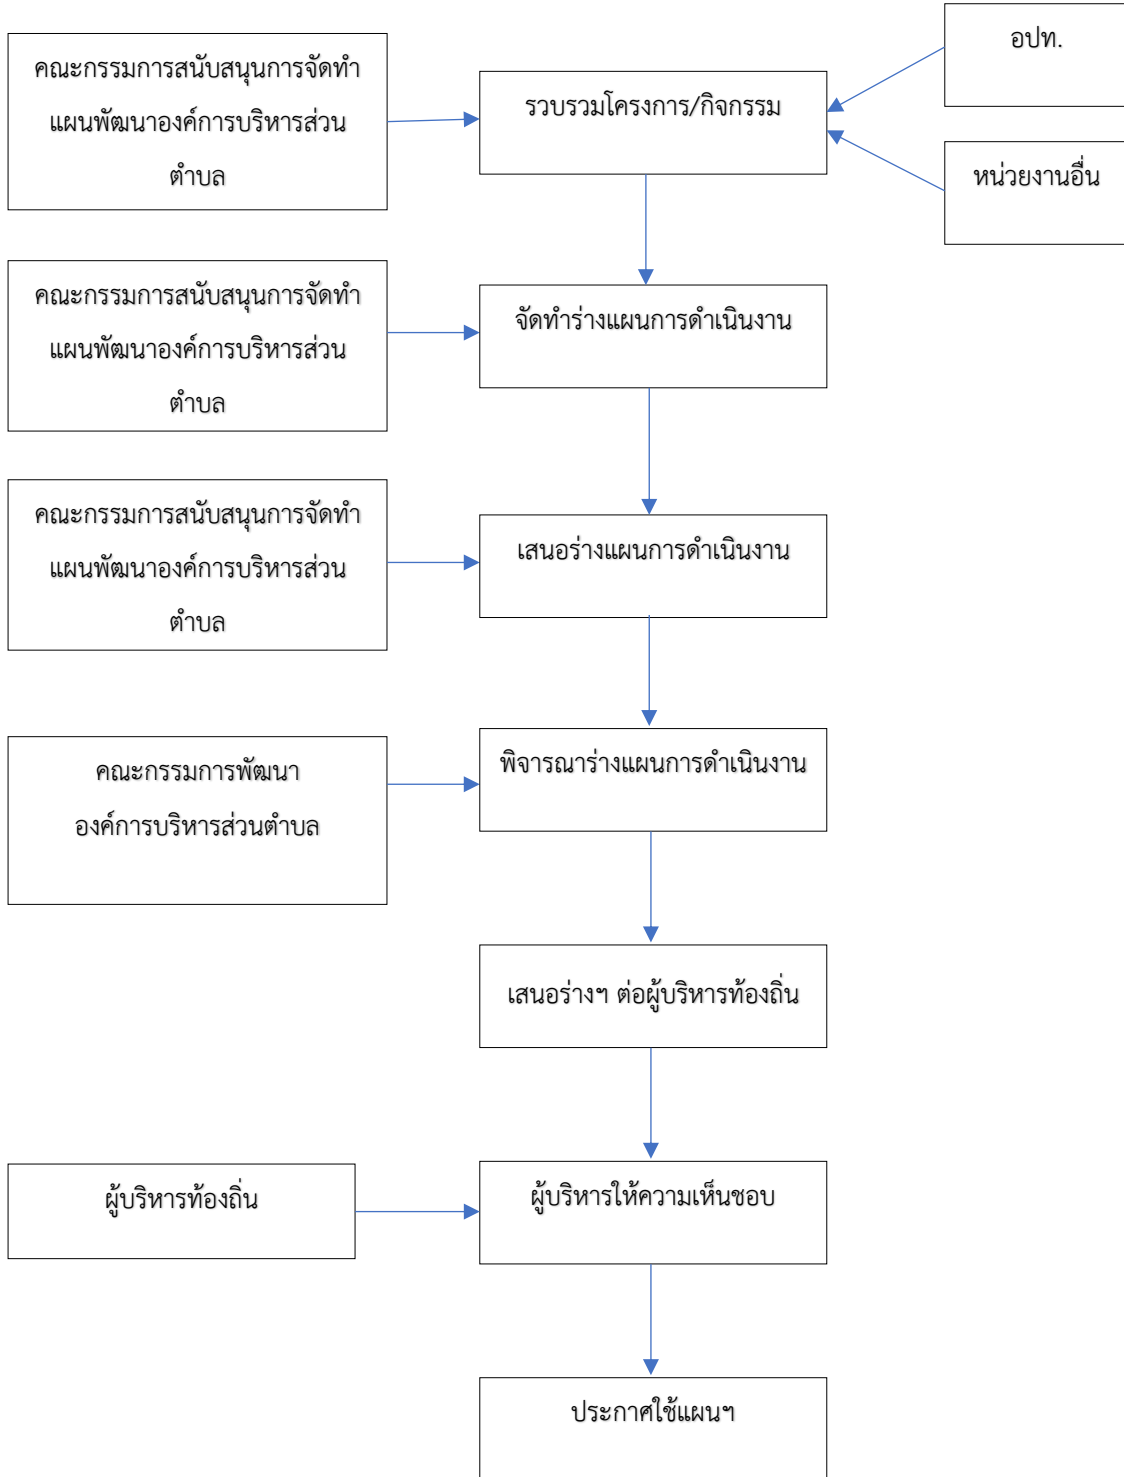 คณะกรรมการสนับสนุนการจัดทำ
แผนพัฒนาองค์การบริหารส่วน
ตำบล
รวบรวมโครงการ/กิจกรรม
อปท.
หน่วยงานอื่น
คณะกรรมการสนับสนุนการจัดทำ
แผนพัฒนาองค์การบริหารส่วน
ตำบล
จัดทำร่างแผนการดำเนินงาน
คณะกรรมการสนับสนุนการจัดทำ
แผนพัฒนาองค์การบริหารส่วน
ตำบล
เสนอร่างแผนการดำเนินงาน
คณะกรรมการพัฒนา
องค์การบริหารส่วนตำบล
พิจารณาร่างแผนการดำเนินงาน
เสนอร่างฯ ต่อผู้บริหารท้องถิ่น
ผู้บริหารท้องถิ่น
ผู้บริหารให้ความเห็นชอบ
ประกาศใช้แผนฯ